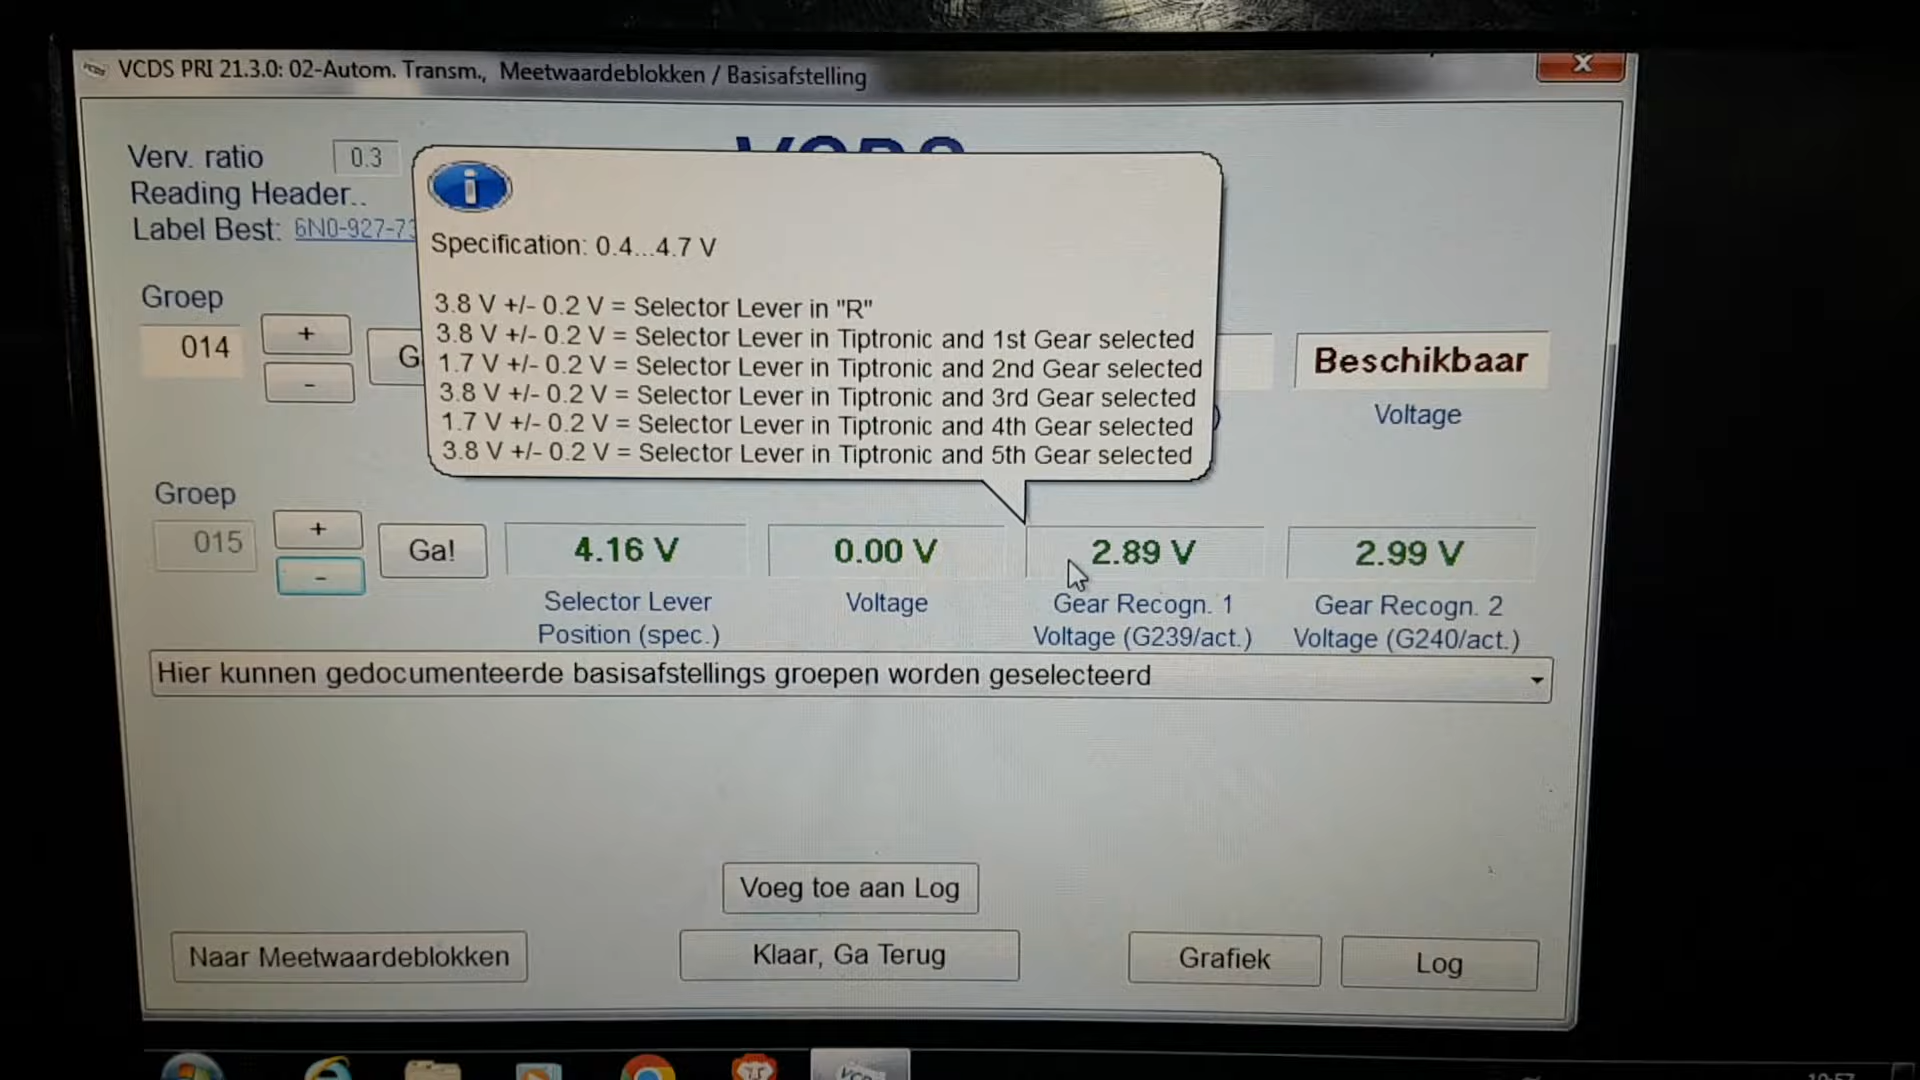 VCDS PRI 21.3.0: 02-Autom. Transm., Meetwaardeblokken / Basisafstelling
X
Verv. ratio 0.3
Reading Header..
Label Best: 6N0-927-73
VCDS
Specification: 0.4...4.7 V
3.8 V +/- 0.2 V = Selector Lever in "R"
3.8 V +/- 0.2 V = Selector Lever in Tiptronic and 1st Gear selected
1.7 V +/- 0.2 V = Selector Lever in Tiptronic and 2nd Gear selected
3.8 V +/- 0.2 V = Selector Lever in Tiptronic and 3rd Gear selected
1.7 V +/- 0.2 V = Selector Lever in Tiptronic and 4th Gear selected
3.8 V +/- 0.2 V = Selector Lever in Tiptronic and 5th Gear selected
Groep
014 + - G Beschikbaar
Voltage
Groep
015 + - Ga! 4.16 V 0.00 V 2.89 V 2.99 V
Selector Lever Voltage Gear Recogn. 1 Gear Recogn. 2
Position (spec.) Voltage (G239/act.) Voltage (G240/act.)
Hier kunnen gedocumenteerde basisafstellings groepen worden geselecteerd
Voeg toe aan Log
Naar Meetwaardeblokken Klaar, Ga Terug Grafiek Log